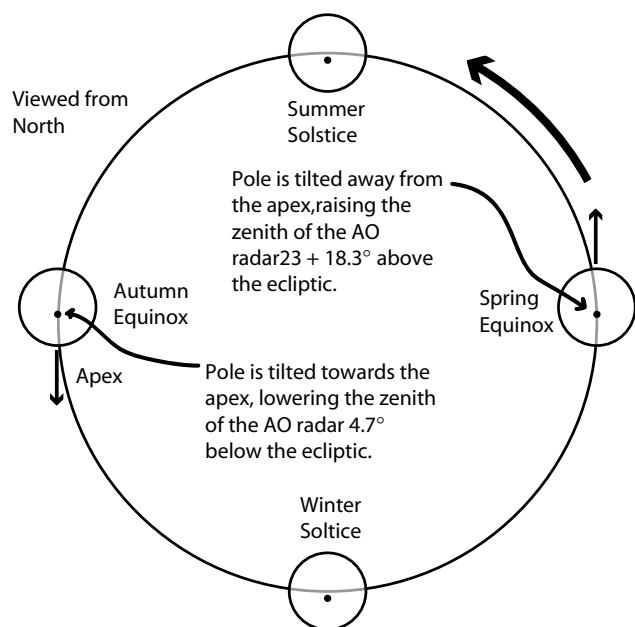 Summer
Solstice
Viewed from
North
Pole is tilted away from
the apex,raising the
zenith of the AO
radar23 + 18.3° above
the ecliptic.
Autumn
Equinox
Spring
Equinox
Apex
Pole is tilted towards the
apex, lowering the zenith
of the AO radar 4.7°
below the ecliptic.
Winter
Soltice